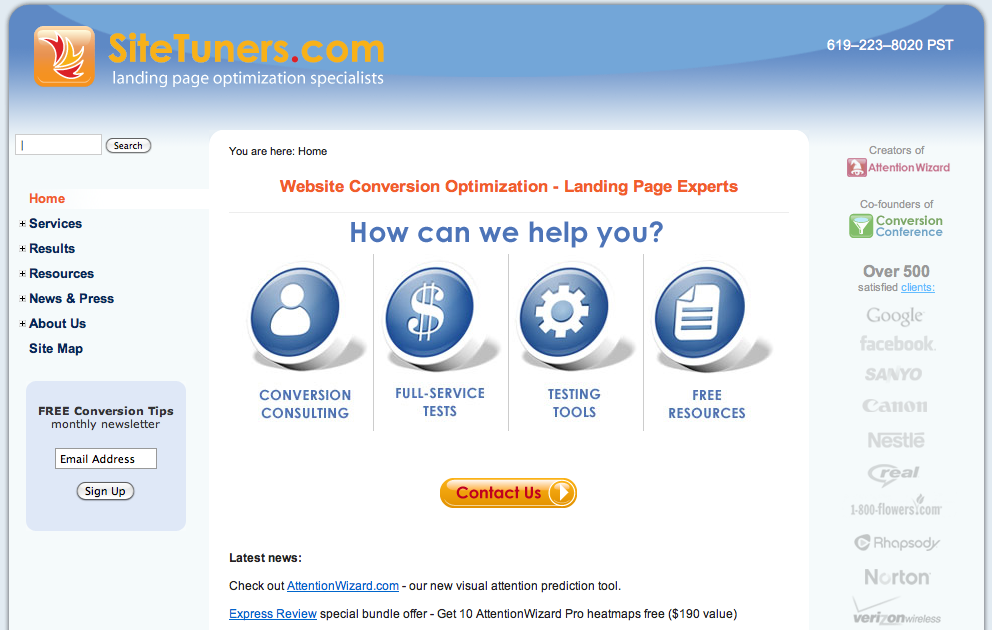 SiteTuners.com
landing page optimization specialists
619–223–8020 PST
Search
Home
Services
Results
Resources
News & Press
About Us
Site Map
FREE Conversion Tips
monthly newsletter
Email Address
Sign Up
You are here: Home
Website Conversion Optimization - Landing Page Experts
How can we help you?
CONVERSION
CONSULTING
FULL-SERVICE
TESTS
TESTING
TOOLS
FREE
RESOURCES
Contact Us
Latest news:
Check out AttentionWizard.com - our new visual attention prediction tool.
Express Review special bundle offer - Get 10 AttentionWizard Pro heatmaps free ($190 value)
Creators of
AttentionWizard
Co-founders of
Conversion
Conference
Over 500
satisfied clients:
Google
facebook.
SANYO
Canon
Nestlé
real
1-800-flowers.com
Rhapsody
Norton
verizonwireless